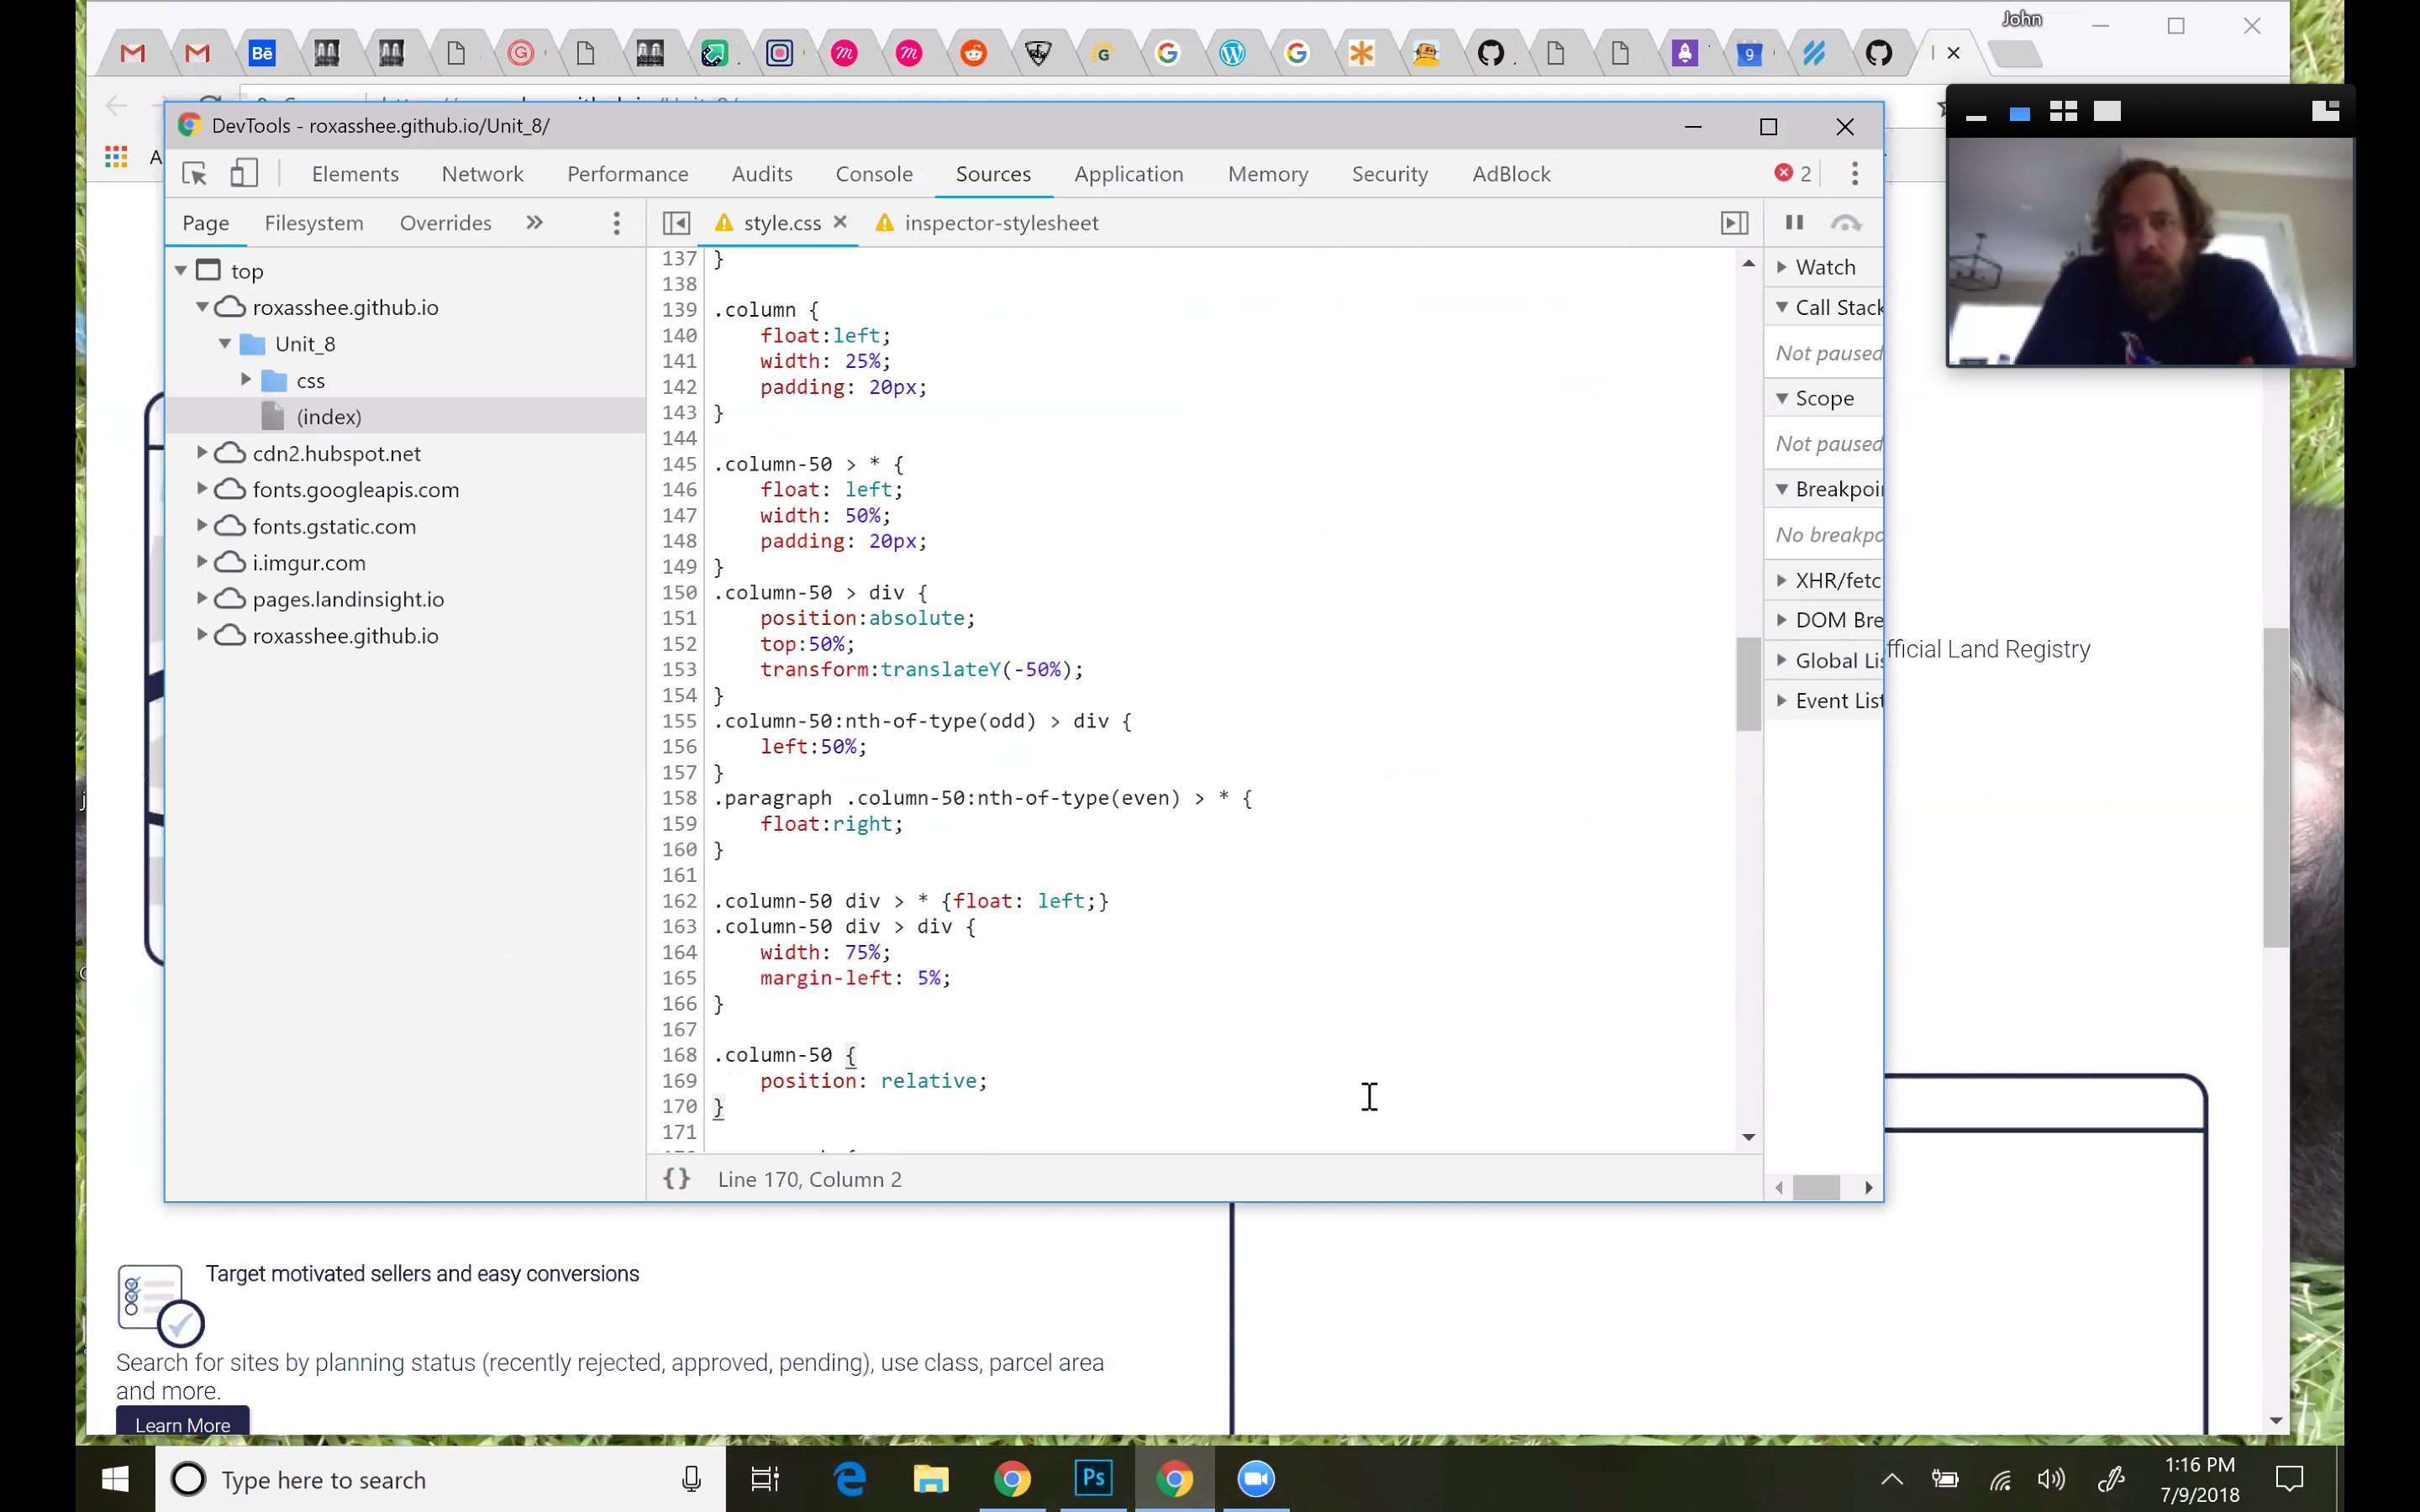 John
DevTools - roxasshee.github.io/Unit_8/
Elements Network Performance Audits Console Sources Application Memory Security AdBlock 2
Page Filesystem Overrides
style.css inspector-stylesheet
top
roxasshee.github.io
Unit_8
css
(index)
cdn2.hubspot.net
fonts.googleapis.com
fonts.gstatic.com
i.imgur.com
pages.landinsight.io
roxasshee.github.io
137 }
138
139 .column {
140 float:left;
141 width: 25%;
142 padding: 20px;
143 }
144
145 .column-50 > * {
146 float: left;
147 width: 50%;
148 padding: 20px;
149 }
150 .column-50 > div {
151 position:absolute;
152 top:50%;
153 transform:translateY(-50%);
154 }
155 .column-50:nth-of-type(odd) > div {
156 left:50%;
157 }
158 .paragraph .column-50:nth-of-type(even) > * {
159 float:right;
160 }
161
162 .column-50 div > * {float: left;}
163 .column-50 div > div {
164 width: 75%;
165 margin-left: 5%;
166 }
167
168 .column-50 {
169 position: relative;
170 }
171
{} Line 170, Column 2
Watch
Call Stack
Not paused
Scope
Not paused
Breakpoi
No breakpo
XHR/fetc
DOM Bre
Global Lis
Event List
fficial Land Registry
Target motivated sellers and easy conversions
Search for sites by planning status (recently rejected, approved, pending), use class, parcel area
and more.
Learn More
Type here to search
Ps
1:16 PM
7/9/2018